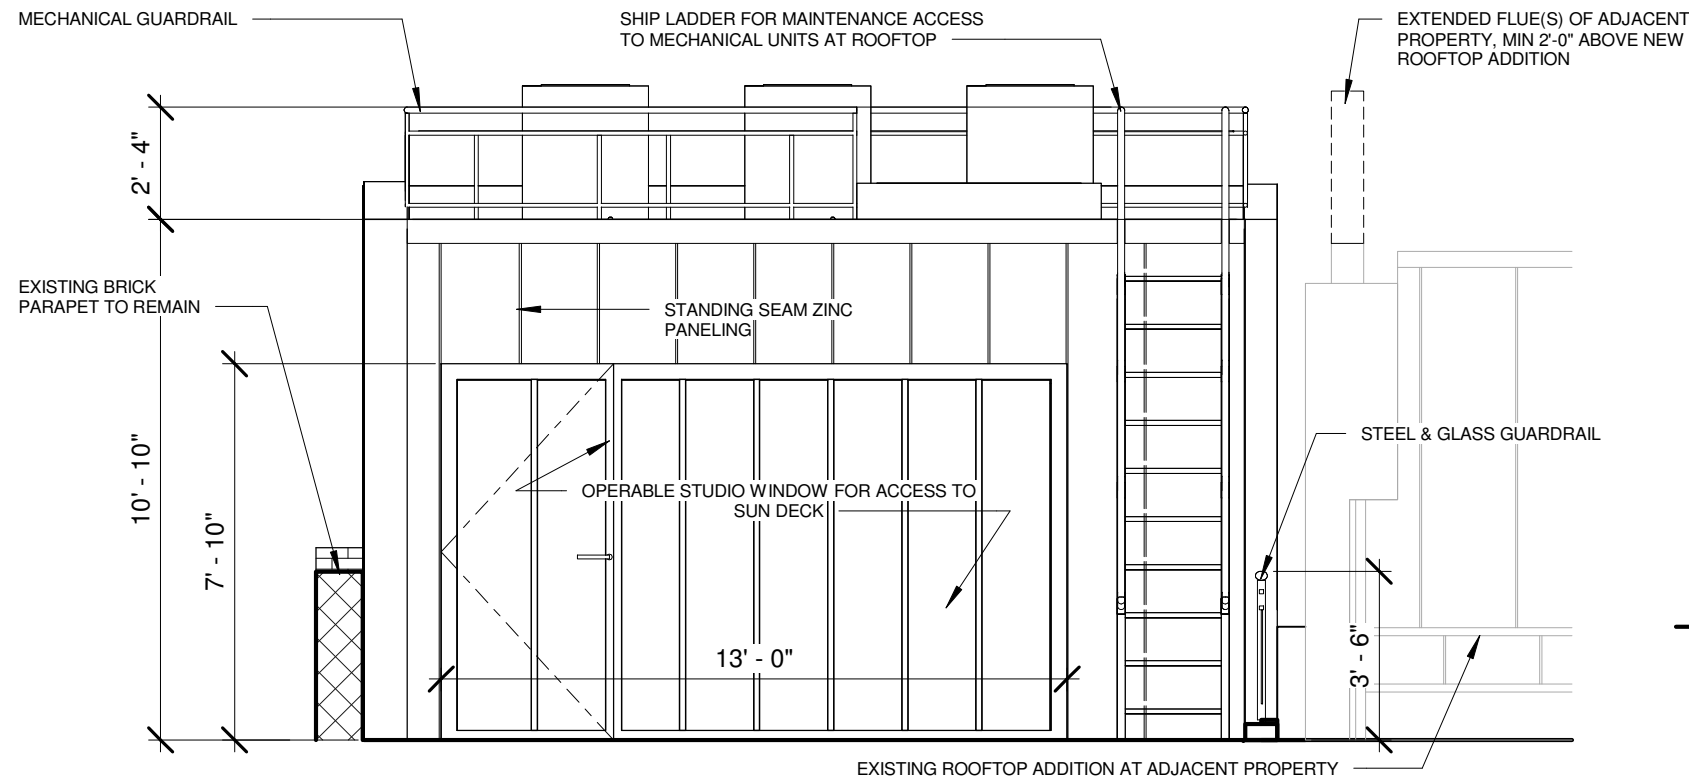 MECHANICAL GUARDRAIL
SHIP LADDER FOR MAINTENANCE ACCESS
TO MECHANICAL UNITS AT ROOFTOP
EXTENDED FLUE(S) OF ADJACENT
PROPERTY, MIN 2'-0" ABOVE NEW
ROOFTOP ADDITION
2' - 4"
EXISTING BRICK
PARAPET TO REMAIN
STANDING SEAM ZINC
PANELING
10' - 10"
7' - 10"
STEEL & GLASS GUARDRAIL
OPERABLE STUDIO WINDOW FOR ACCESS TO
SUN DECK
13' - 0"
3' - 6"
EXISTING ROOFTOP ADDITION AT ADJACENT PROPERTY